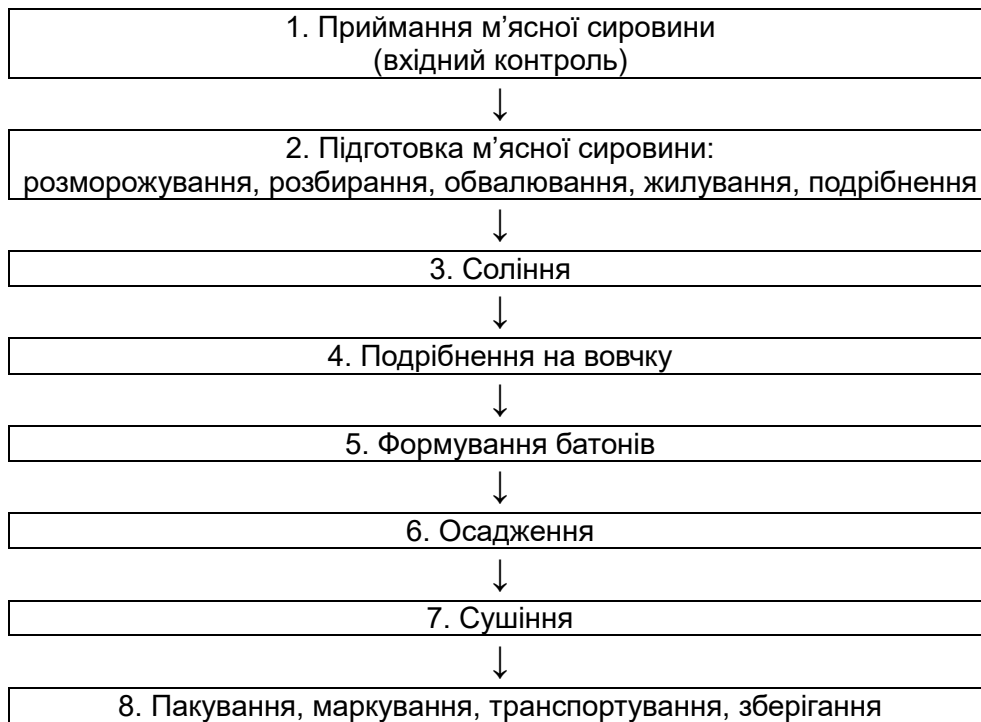 1. Приймання м’ясної сировини
(вхідний контроль)
↓
2. Підготовка м’ясної сировини:
розморожування, розбирання, обвалювання, жилування, подрібнення
↓
3. Соління
↓
4. Подрібнення на вовчку
↓
5. Формування батонів
↓
6. Осадження
↓
7. Сушіння
↓
8. Пакування, маркування, транспортування, зберігання